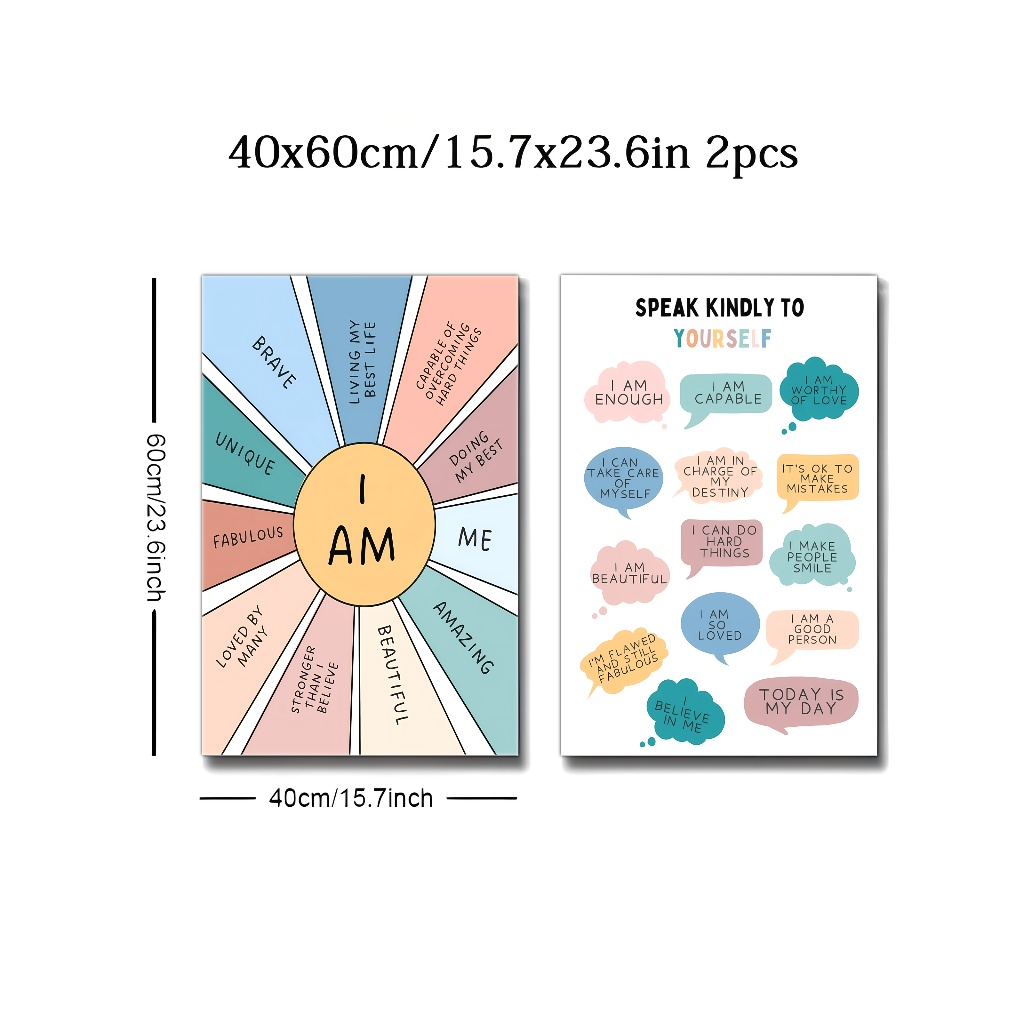 40x60cm/15.7x23.6in 2pcs
60cm/23.6inch
40cm/15.7inch
I
AM
BRAVE
LIVING MY
BEST LIFE
CAPABLE OF
OVERCOMING
HARD THINGS
DOING
MY BEST
ME
AMAZING
BEAUTIFUL
STRONGER
THAN I
BELIEVE
LOVED BY
MANY
FABULOUS
UNIQUE
SPEAK KINDLY TO
YOURSELF
I AM
ENOUGH
I AM
CAPABLE
I AM
WORTHY
OF LOVE
I CAN
TAKE CARE
OF
MYSELF
I AM IN
CHARGE OF
MY
DESTINY
IT'S OK TO
MAKE
MISTAKES
I AM
BEAUTIFUL
I CAN DO
HARD
THINGS
I MAKE
PEOPLE
SMILE
I'M FLAWED
AND STILL
FABULOUS
I AM
SO
LOVED
I AM A
GOOD
PERSON
I
BELIEVE
IN ME
TODAY IS
MY DAY